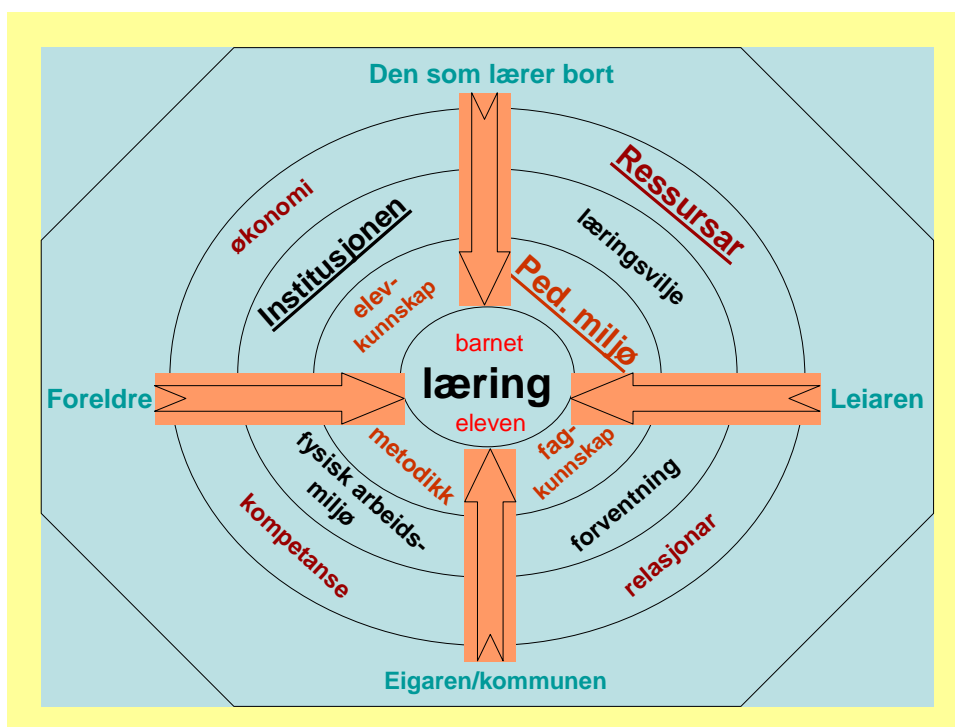 Den som lærer bort
Ressursar
økonomi
Institusjonen
læringsvilje
elev-
kunnskap
Ped. miljø
barnet
læring
eleven
Foreldre
Leiaren
metodikk
fag-
kunnskap
fysisk arbeids-
miljø
forventning
kompetanse
relasjonar
Eigaren/kommunen